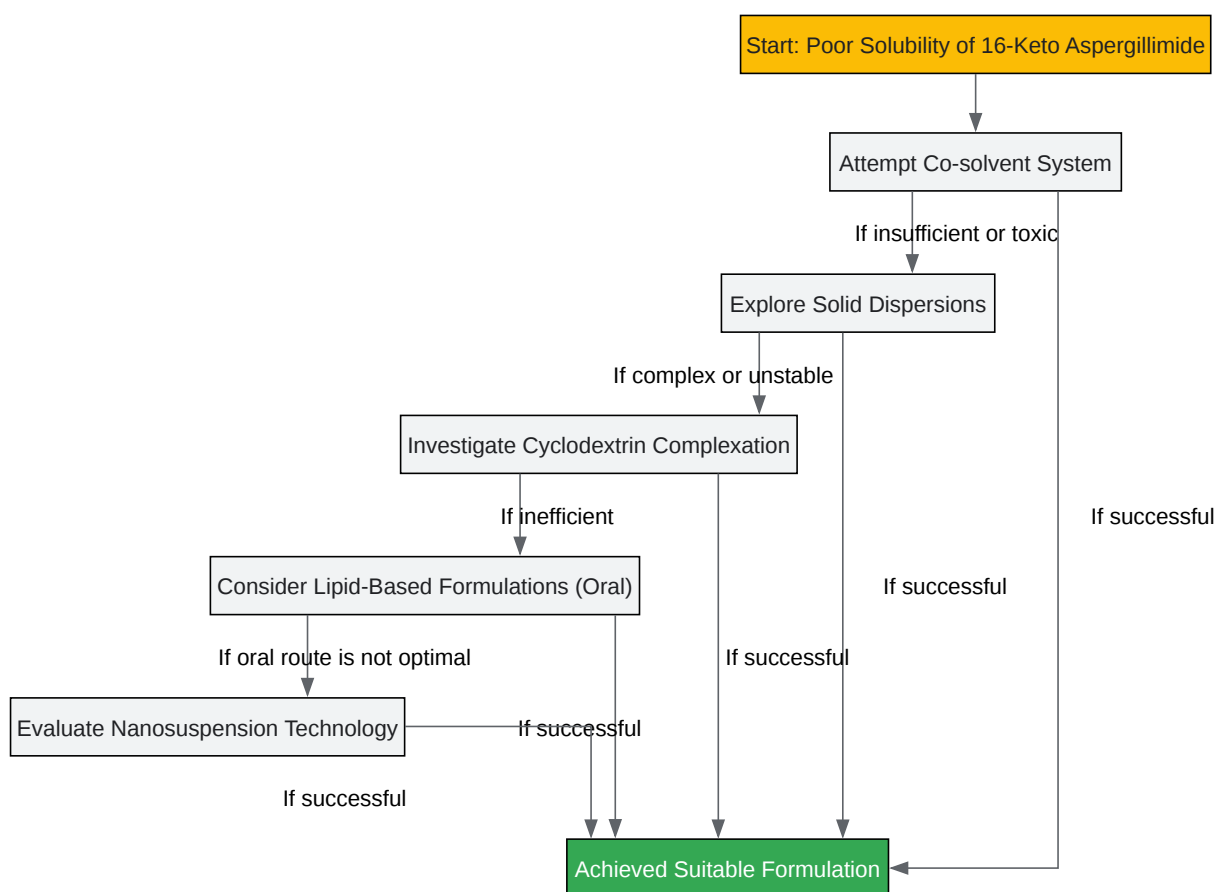 Start: Poor Solubility of 16-Keto Aspergillimide
Attempt Co-solvent System
If insufficient or toxic
Explore Solid Dispersions
If complex or unstable
Investigate Cyclodextrin Complexation
If inefficient
If successful
Consider Lipid-Based Formulations (Oral)
If successful
If oral route is not optimal
If successful
Evaluate Nanosuspension Technology
If successful
If successful
Achieved Suitable Formulation